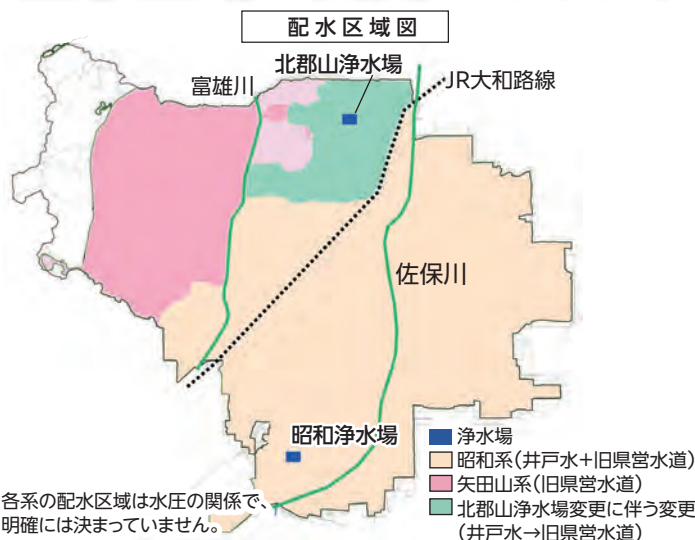 配水区域図
北郡山浄水場
富雄川
JR大和路線
佐保川
昭和浄水場
浄水場
昭和系(井戸水+旧県営水道)
矢田山系(旧県営水道)
北郡山浄水場変更に伴う変更
(井戸水→旧県営水道)
各系の配水区域は水圧の関係で、
明確には決まっていません。